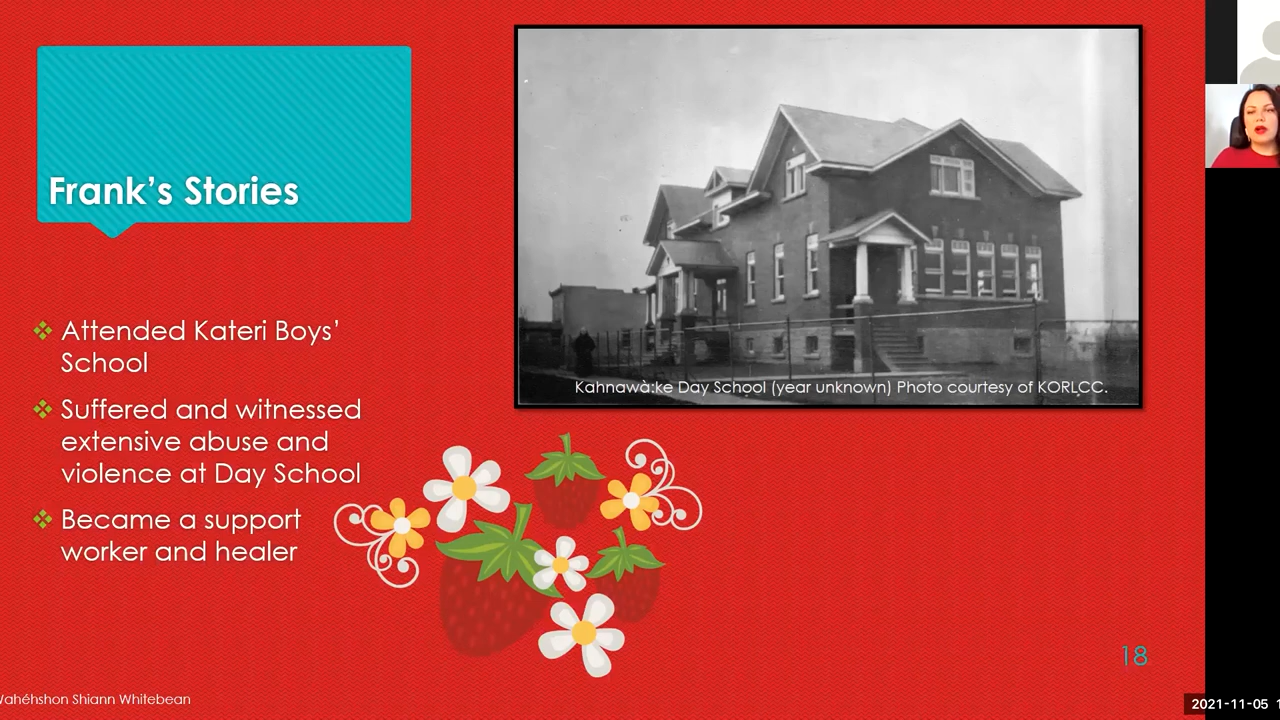 Frank's Stories
Attended Kateri Boys'
School
Suffered and witnessed
extensive abuse and
violence at Day School
Became a support
worker and healer
Kahnawà:ke Day School (year unknown) Photo courtesy of KORLCC.
18
Shiann Whitebean
2021-11-05